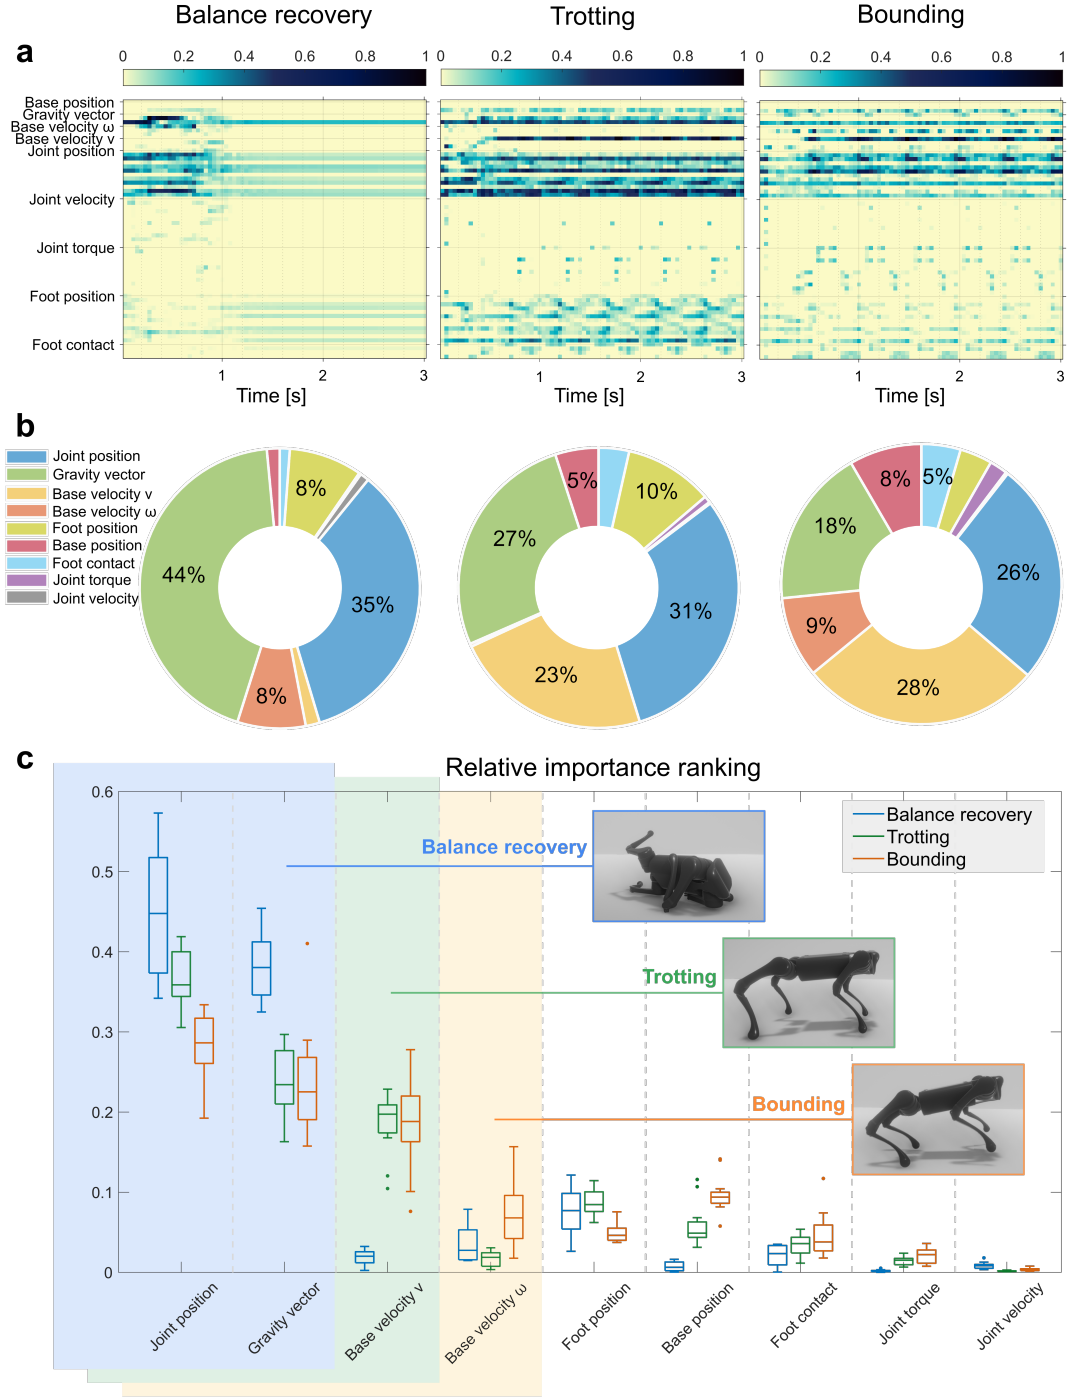 Balance recovery
Trotting
Bounding
a
0 0.2 0.4 0.6 0.8 1
0 0.2 0.4 0.6 0.8 1
0 0.2 0.4 0.6 0.8 1
Base position
Gravity vector
Base velocity ω
Base velocity v
Joint position
Joint velocity
Joint torque
Foot position
Foot contact
1 2 3
1 2 3
1 2 3
Time [s]
Time [s]
Time [s]
b
Joint position
Gravity vector
Base velocity v
Base velocity ω
Foot position
Base position
Foot contact
Joint torque
Joint velocity
8%
44%
35%
8%
5%
10%
27%
31%
23%
8%
5%
18%
26%
9%
28%
c
Relative importance ranking
0.6
0.5
0.4
0.3
0.2
0.1
0
Balance recovery
Trotting
Bounding
Balance recovery
Trotting
Bounding
Joint position
Gravity vector
Base velocity v
Base velocity ω
Foot position
Base position
Foot contact
Joint torque
Joint velocity